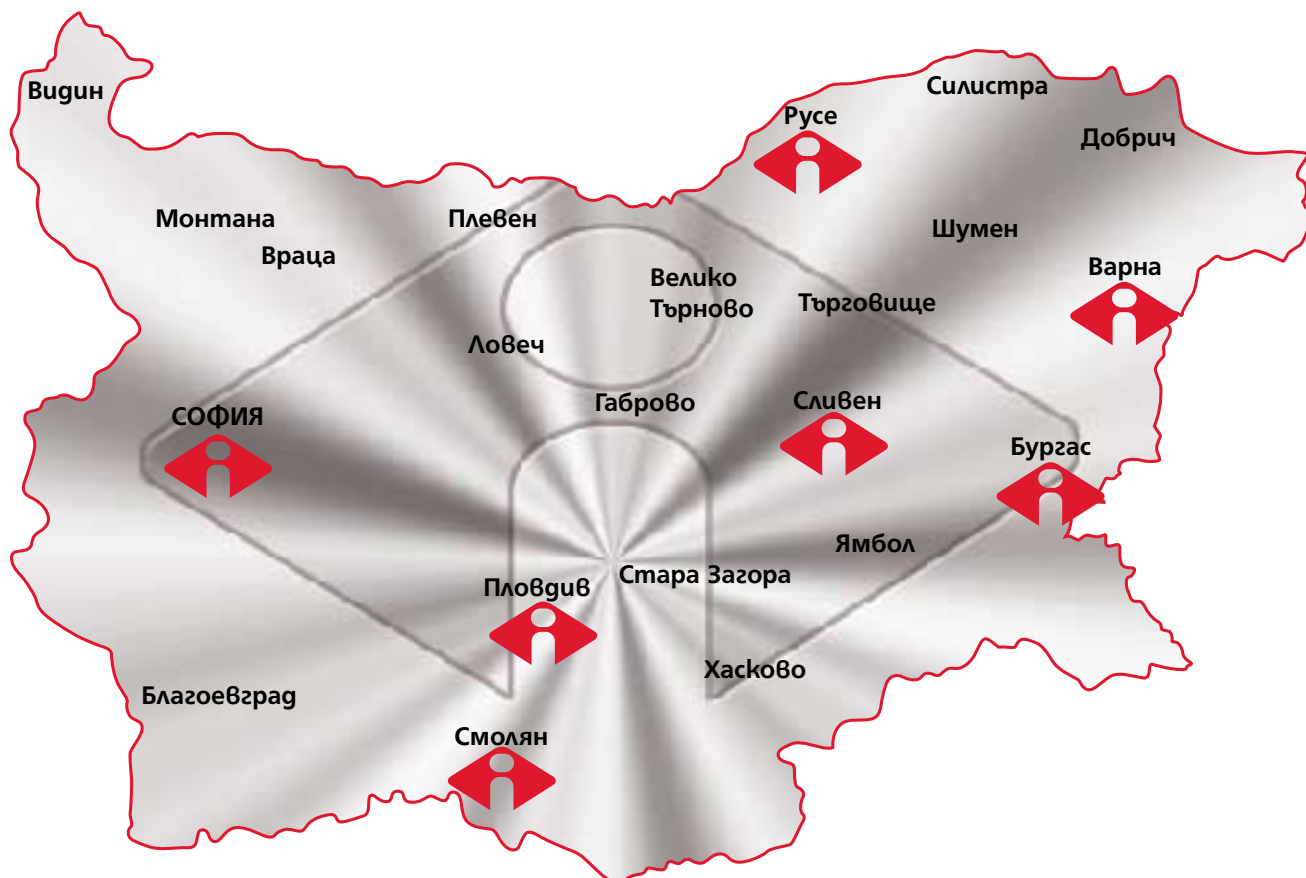 Силистра
Видин
Русе
Добрич
Монтана
Плевен
Шумен
Враца
Варна
Велико
Търново
Търговище
Ловеч
Габрово
Сливен
СОФИЯ
Бургас
Ямбол
Стара Загора
Пловдив
Хасково
Благоевград
Смолян